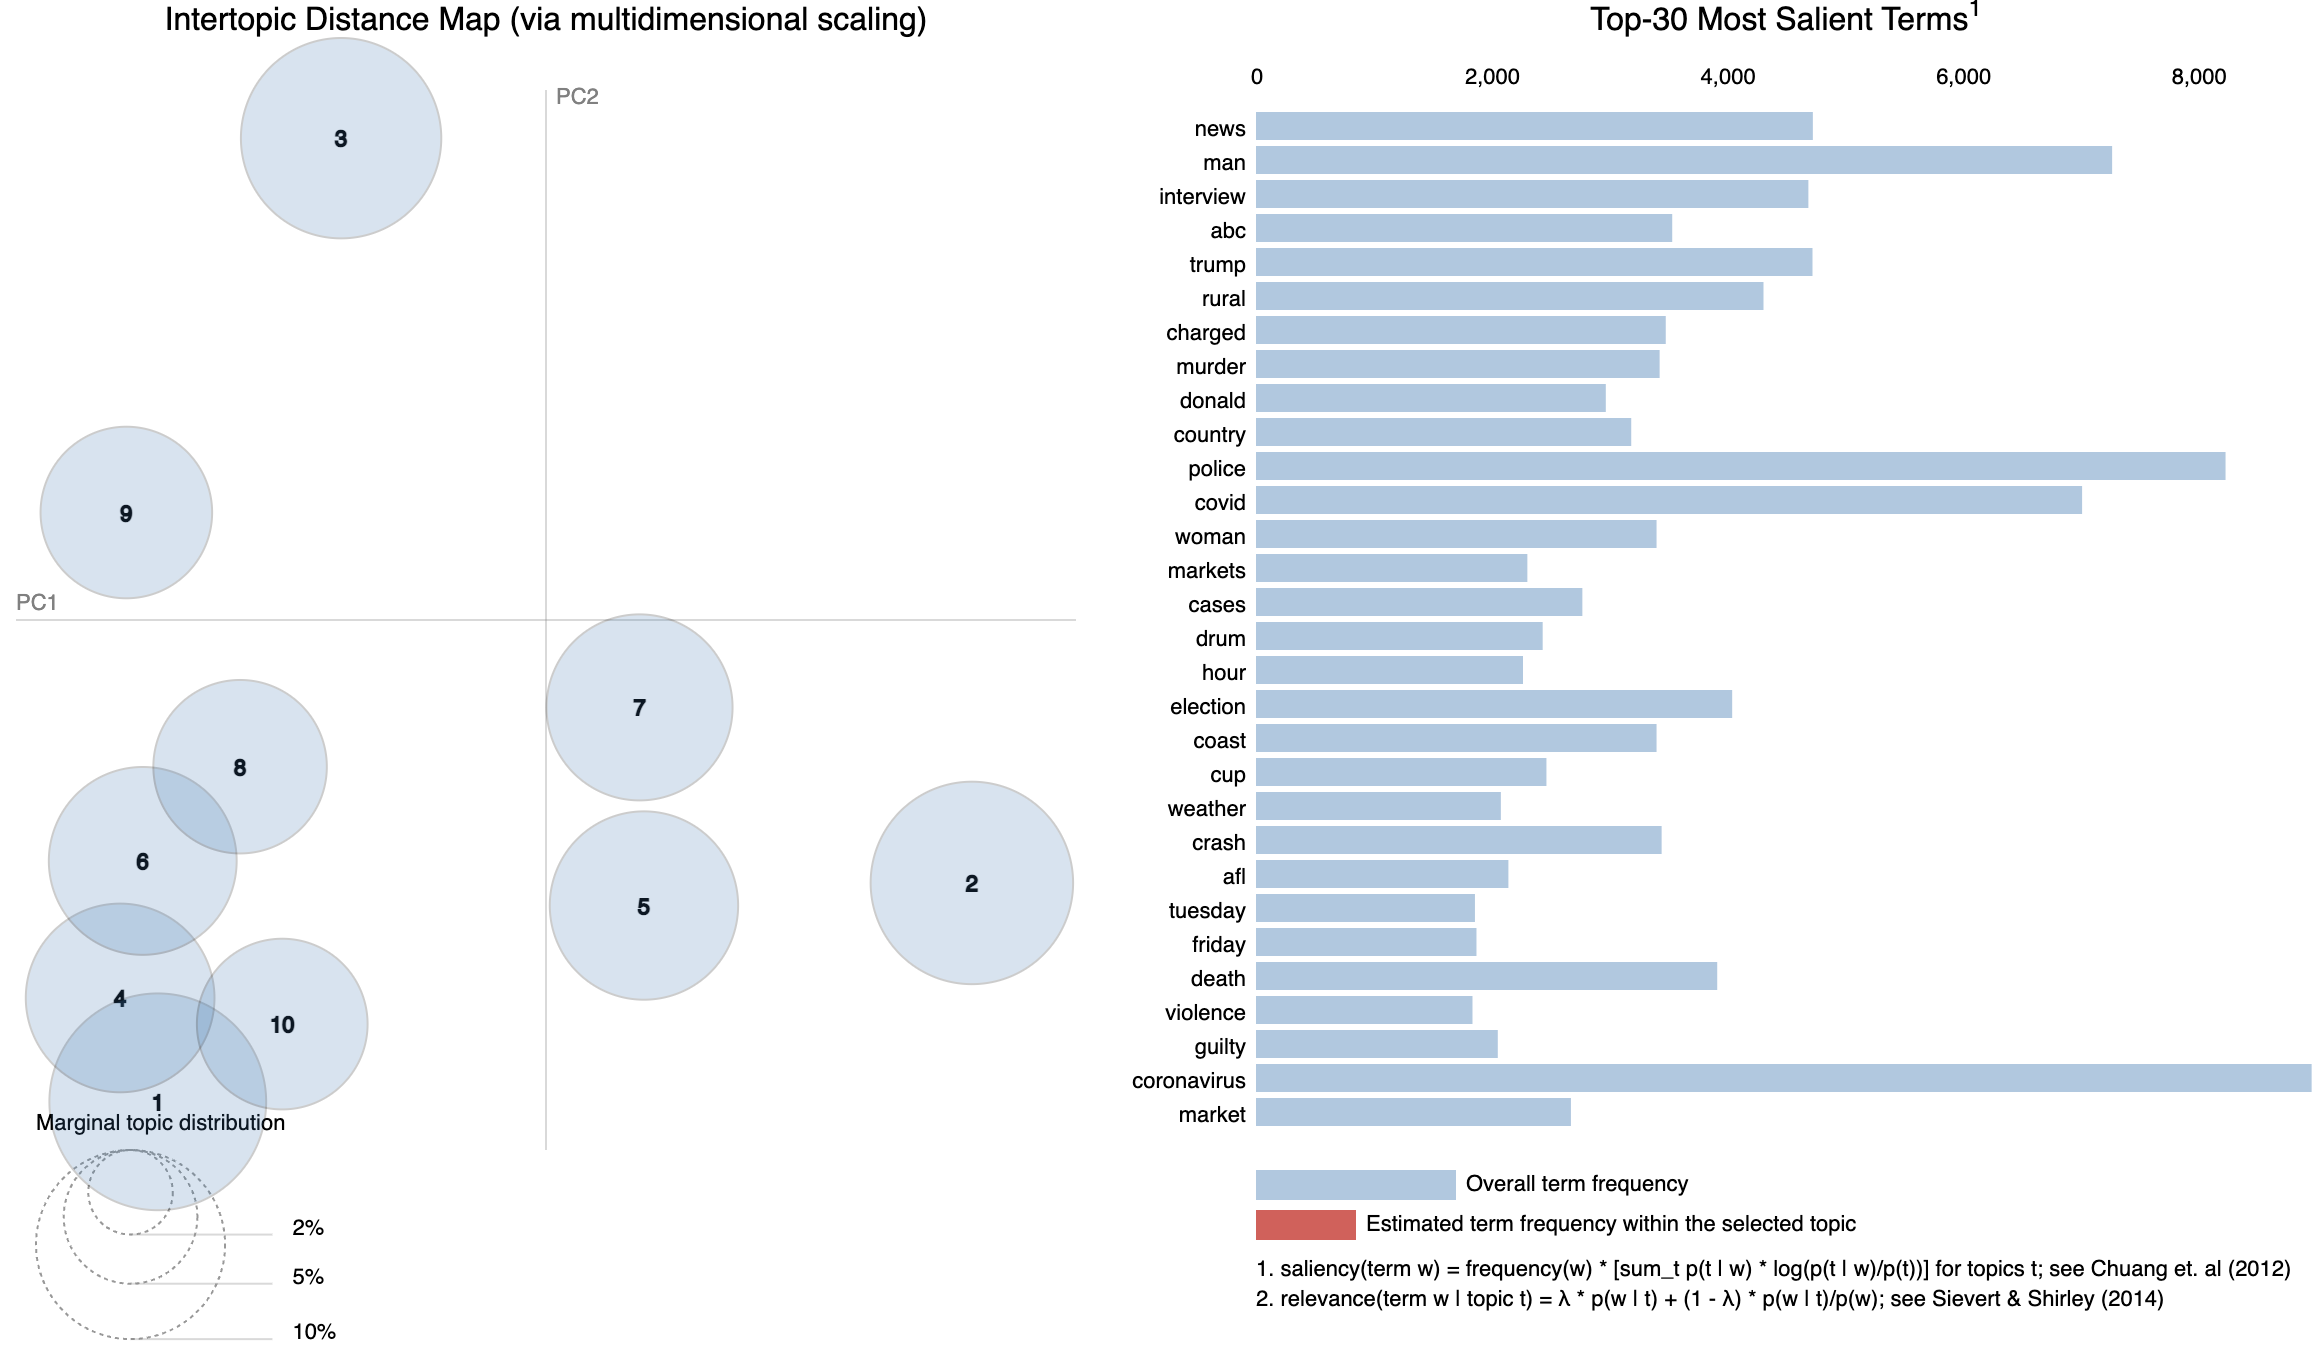 Intertopic Distance Map (via multidimensional scaling)
PC2
3
9
PC1
7
8
6
2
5
4
10
1
Marginal topic distribution
2%
5%
10%
Top-30 Most Salient Terms1
0 2,000 4,000 6,000 8,000
news
man
interview
abc
trump
rural
charged
murder
donald
country
police
covid
woman
markets
cases
drum
hour
election
coast
cup
weather
crash
afl
tuesday
friday
death
violence
guilty
coronavirus
market
Overall term frequency
Estimated term frequency within the selected topic
1. saliency(term w) = frequency(w) * [sum_t p(t | w) * log(p(t | w)/p(t))] for topics t; see Chuang et. al (2012)
2. relevance(term w | topic t) = λ * p(w | t) + (1 - λ) * p(w | t)/p(w); see Sievert & Shirley (2014)